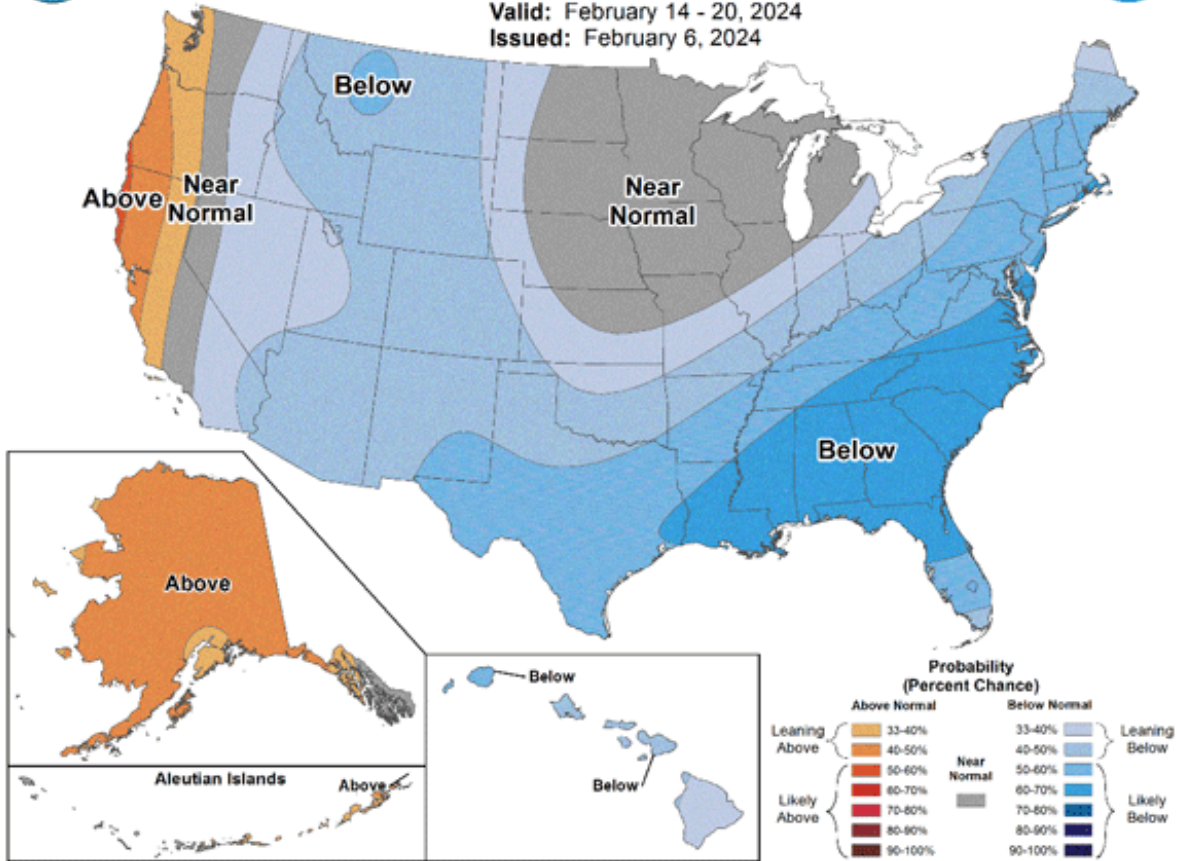 Valid: February 14 - 20, 2024
Issued: February 6, 2024
Below
Above
Near
Normal
Near
Normal
Below
Above
Below
Below
Aleutian Islands
Above
Probability
(Percent Chance)
Above Normal
Below Normal
Leaning
Above
33-40%
40-50%
Likely
Above
50-60%
60-70%
70-80%
80-90%
90-100%
Near
Normal
33-40%
40-50%
Leaning
Below
50-60%
60-70%
70-80%
80-90%
90-100%
Likely
Below